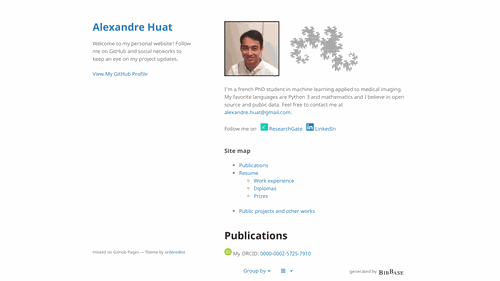 Alexandre Huat
Welcome to my personal website! Follow
me on GitHub and social networks to
keep an eye on my project updates.
View My GitHub Profile
I'm a french PhD student in machine learning applied to medical imaging.
My favorite languages are Python 3 and mathematics and I believe in open
source and public data. Feel free to contact me at
alexandre.huat@gmail.com.
Follow me on ResearchGate LinkedIn
Site map
Publications
Resume
Work experience
Diplomas
Prizes
Public projects and other works
Publications
iD My ORCID: 0000-0002-5725-7910
Group by
generated by BIBBASE
Hosted on GitHub Pages — Theme by orderedlist